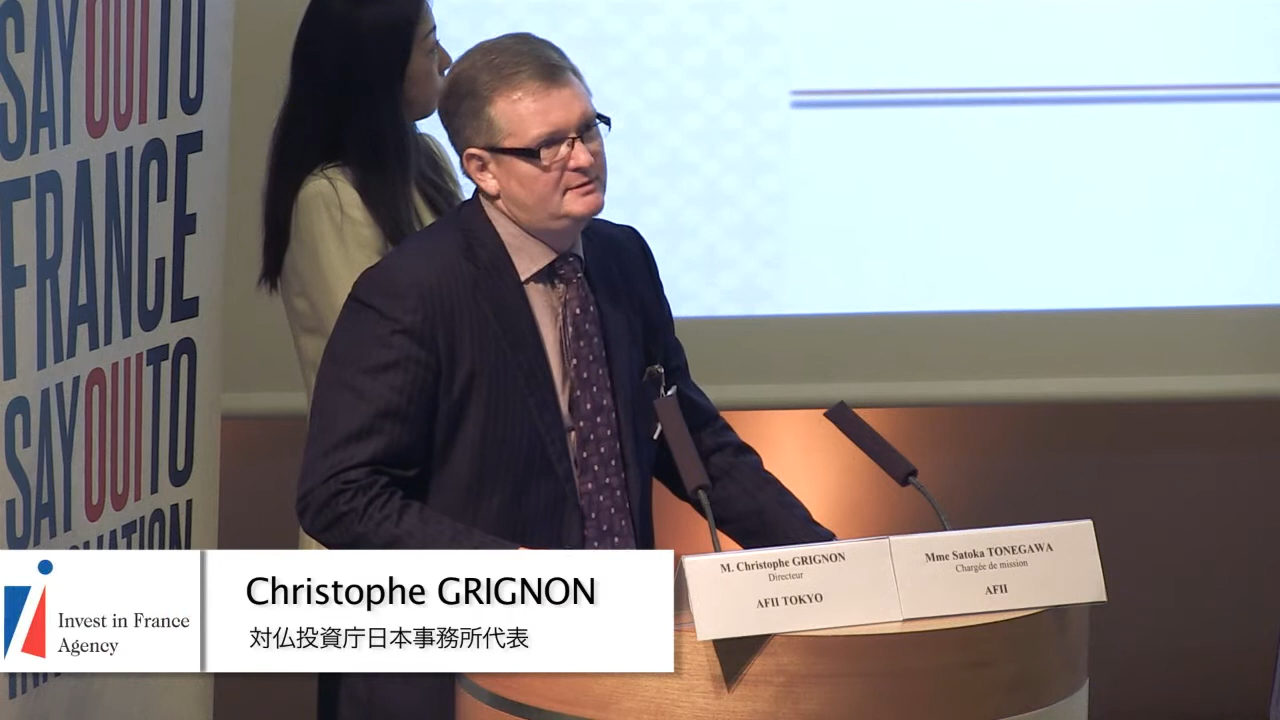 SAY OUI TO
FRANCE
SAY OUI TO
Christophe GRIGNON
対仏投資庁日本事務所代表
Invest in France
Agency
M. Christophe GRIGNON
Directeur
AFII TOKYO
Mme Satoka TONEGAWA
Chargée de mission
AFII